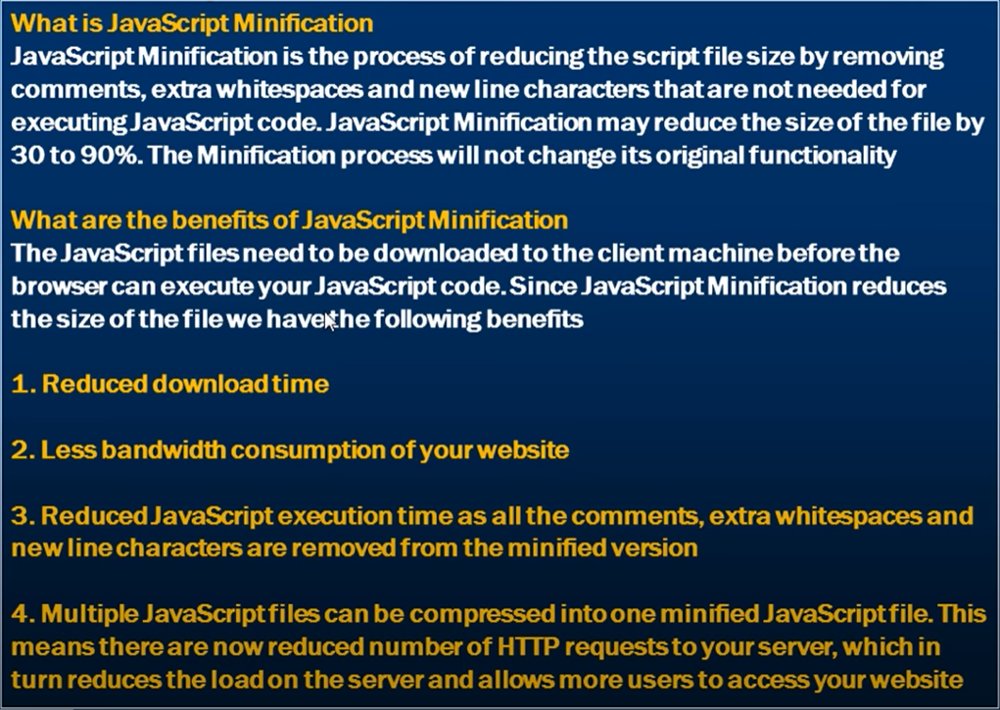 What is JavaScript Minification
JavaScript Minification is the process of reducing the script file size by removing
comments, extra whitespaces and new line characters that are not needed for
executing JavaScript code. JavaScript Minification may reduce the size of the file by
30 to 90%. The Minification process will not change its original functionality
What are the benefits of JavaScript Minification
The JavaScript files need to be downloaded to the client machine before the
browser can execute your JavaScript code. Since JavaScript Minification reduces
the size of the file we have the following benefits
1. Reduced download time
2. Less bandwidth consumption of your website
3. Reduced JavaScript execution time as all the comments, extra whitespaces and
new line characters are removed from the minified version
4. Multiple JavaScript files can be compressed into one minified JavaScript file. This
means there are now reduced number of HTTP requests to your server, which in
turn reduces the load on the server and allows more users to access your website